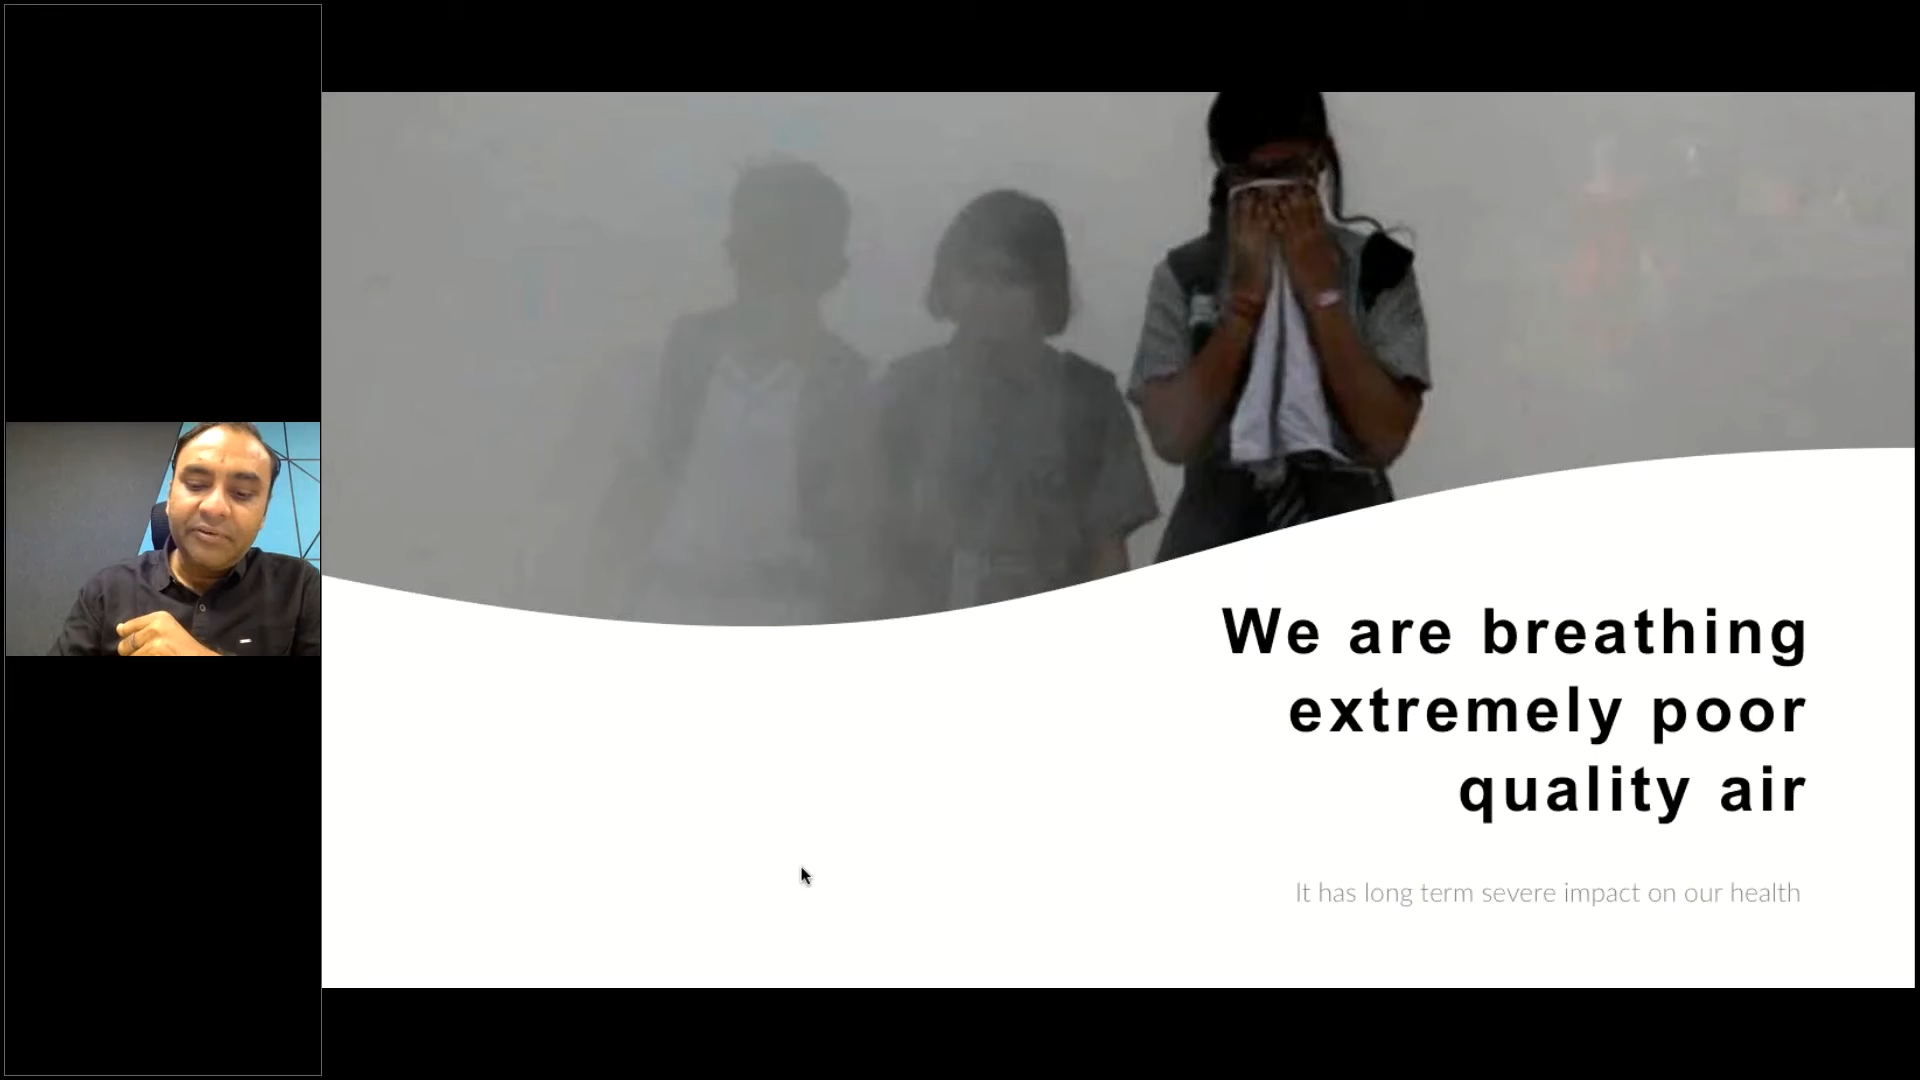 We are breathing
extremely poor
quality air
It has long term severe impact on our health